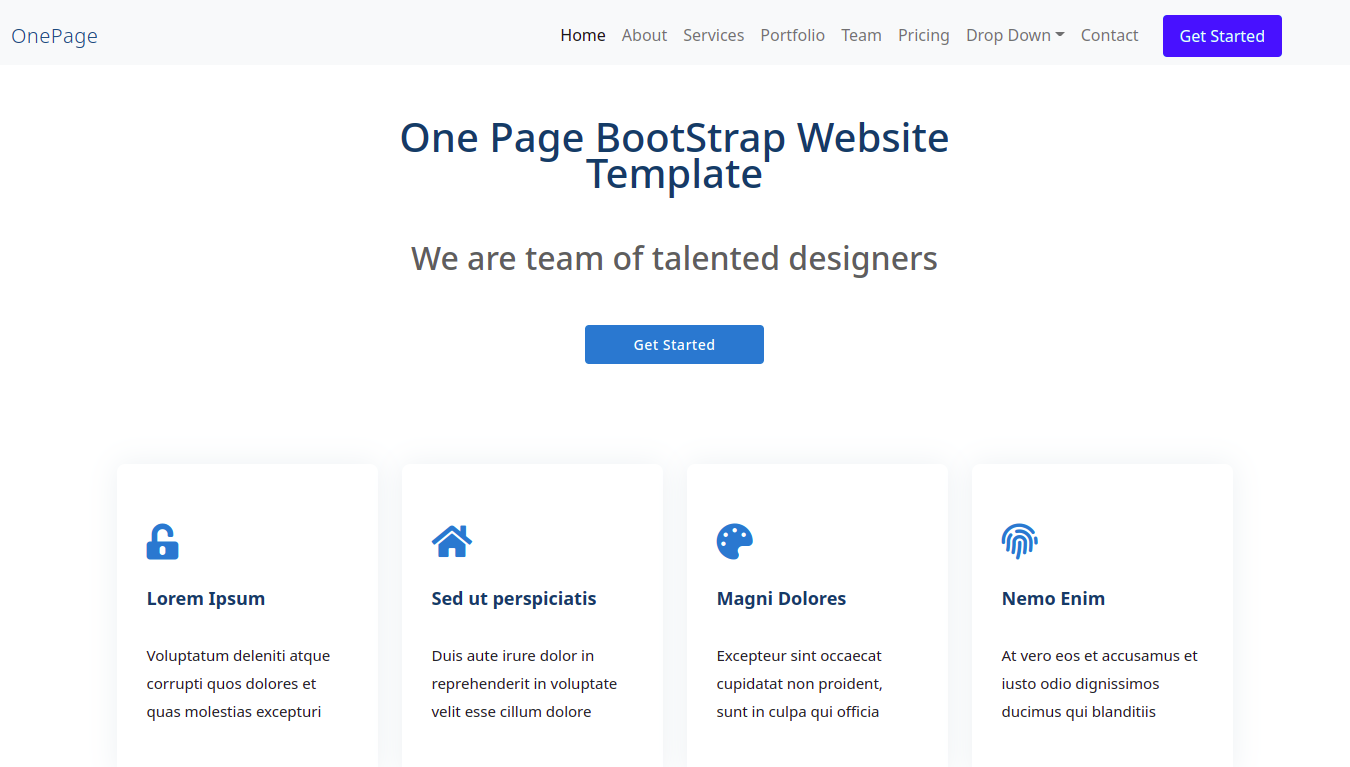 OnePage
Home About Services Portfolio Team Pricing Drop Down Contact Get Started
One Page BootStrap Website
Template
We are team of talented designers
Get Started
Lorem Ipsum
Voluptatum deleniti atque
corrupti quos dolores et
quas molestias excepturi
Sed ut perspiciatis
Duis aute irure dolor in
reprehenderit in voluptate
velit esse cillum dolore
Magni Dolores
Excepteur sint occaecat
cupidatat non proident,
sunt in culpa qui officia
Nemo Enim
At vero eos et accusamus et
iusto odio dignissimos
ducimus qui blanditiis